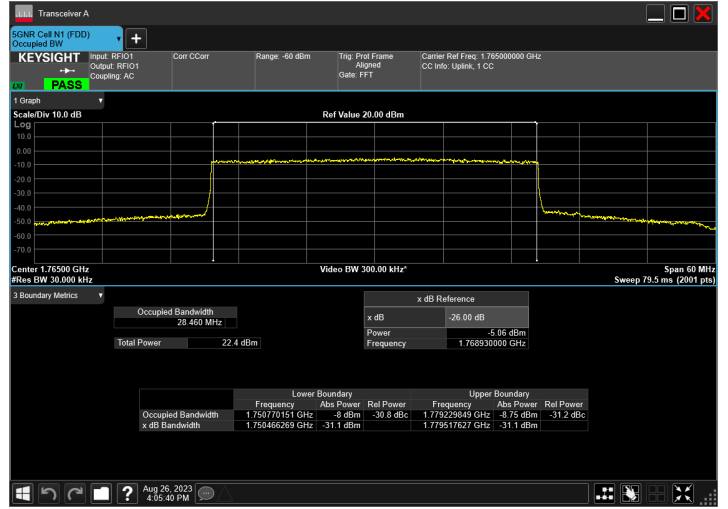 Transceiver A
5GNR Cell N1 (FDD)
Occupied BW
KEYSIGHT
Input: RFIO1
Output: RFIO1
Coupling: AC
Corr CCorr
Range: -60 dBm
Trig: Prot Frame
Aligned
Gate: FFT
Carrier Ref Freq: 1.765000000 GHz
CC Info: Uplink, 1 CC
LXI
PASS
1 Graph
Scale/Div 10.0 dB
Ref Value 20.00 dBm
Log
10.0
0.00
-10.0
-20.0
-30.0
-40.0
-50.0
-60.0
-70.0
Center 1.76500 GHz
Video BW 300.00 kHz*
Span 60 MHz
#Res BW 30.000 kHz
Sweep 79.5 ms (2001 pts)
3 Boundary Metrics
Occupied Bandwidth
28.460 MHz
Total Power 22.4 dBm
x dB Reference
x dB -26.00 dB
Power -5.06 dBm
Frequency 1.768930000 GHz
Lower Boundary Upper Boundary
Frequency Abs Power Rel Power Frequency Abs Power Rel Power
Occupied Bandwidth 1.750770151 GHz -8 dBm -30.8 dBc 1.779229849 GHz -8.75 dBm -31.2 dBc
x dB Bandwidth 1.750466269 GHz -31.1 dBm 1.779517627 GHz -31.1 dBm
?
Aug 26, 2023
4:05:40 PM